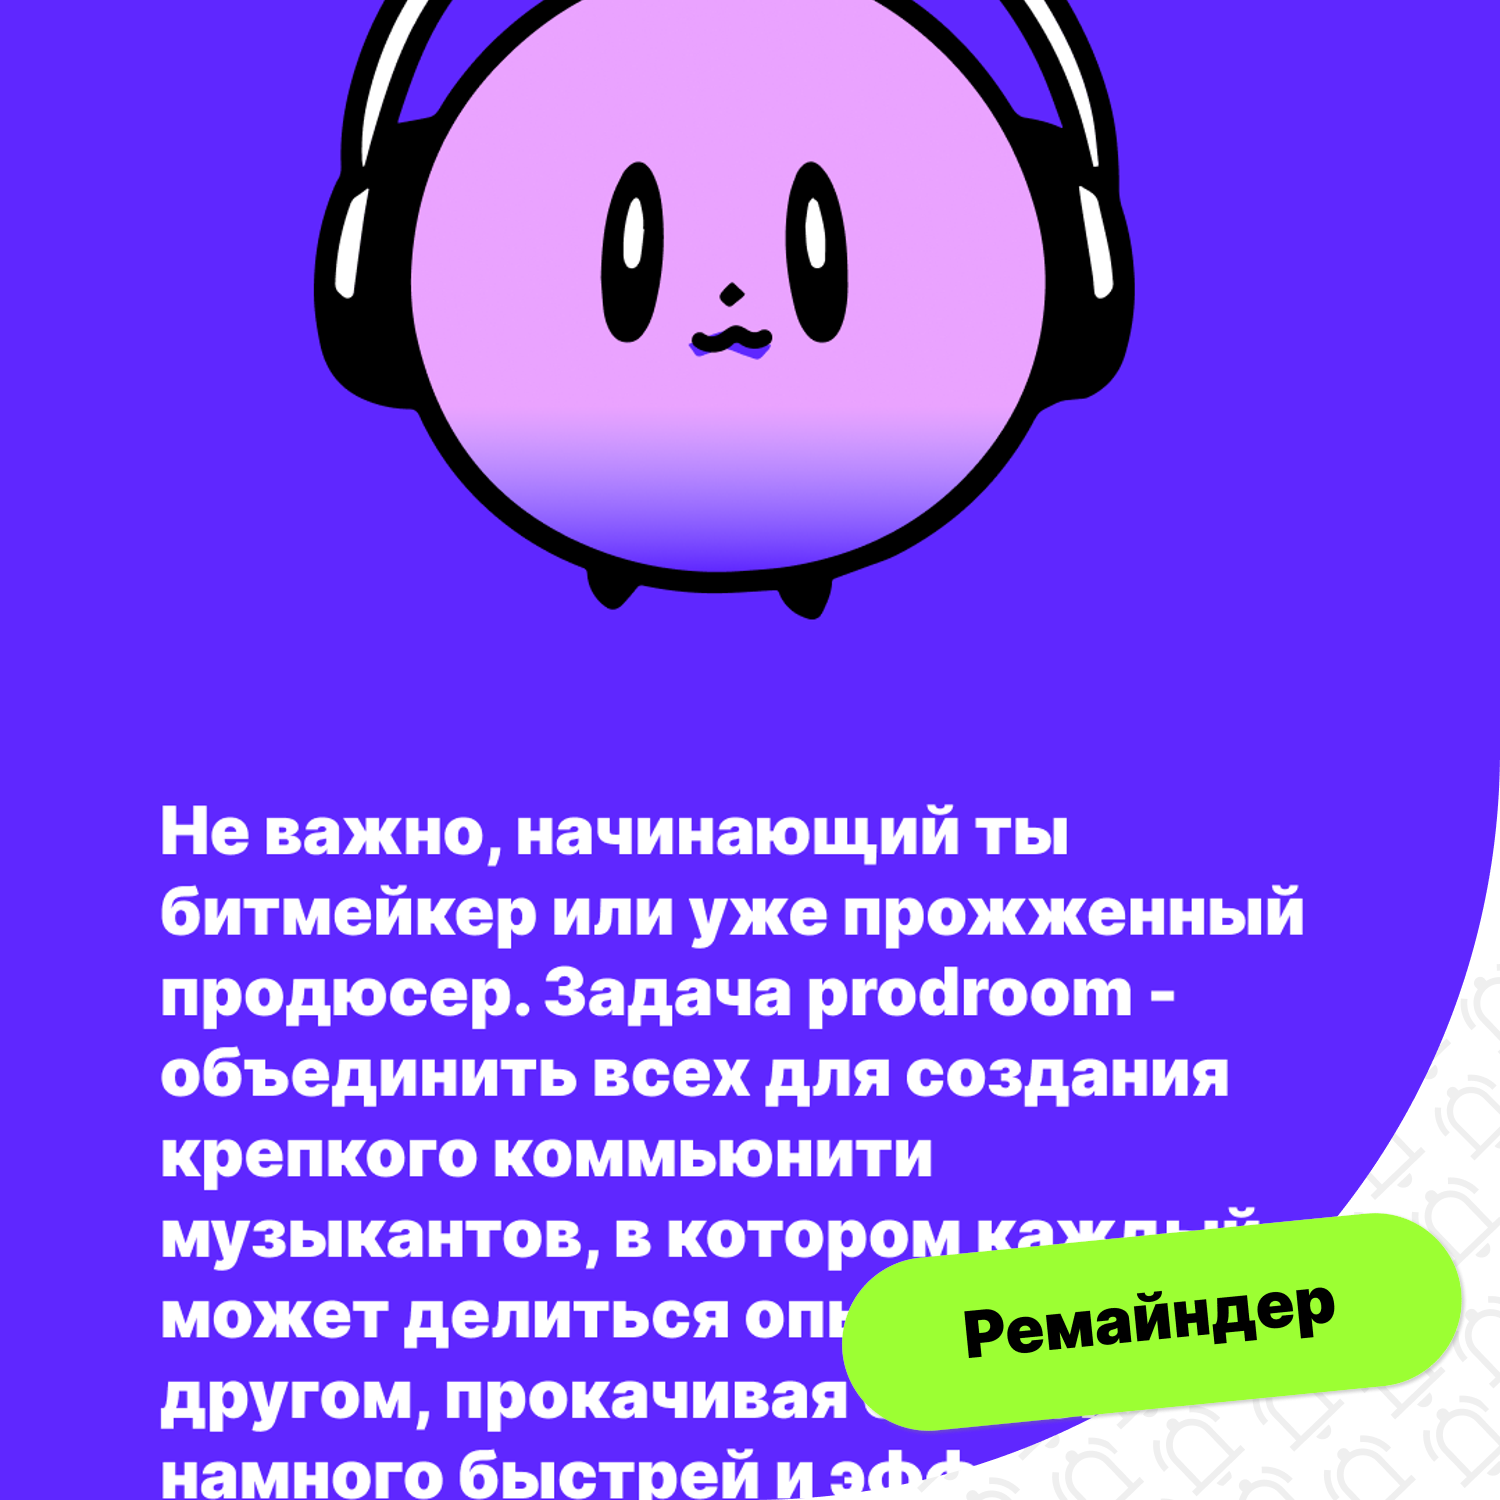 Не важно, начинающий ты
битмейкер или уже прожженный
продюсер. Задача prodroom -
объединить всех для создания
крепкого коммьюнити
музыкантов, в котором каждый
может делиться
другом, прокачивая
намного быстрей и
Ремайндер